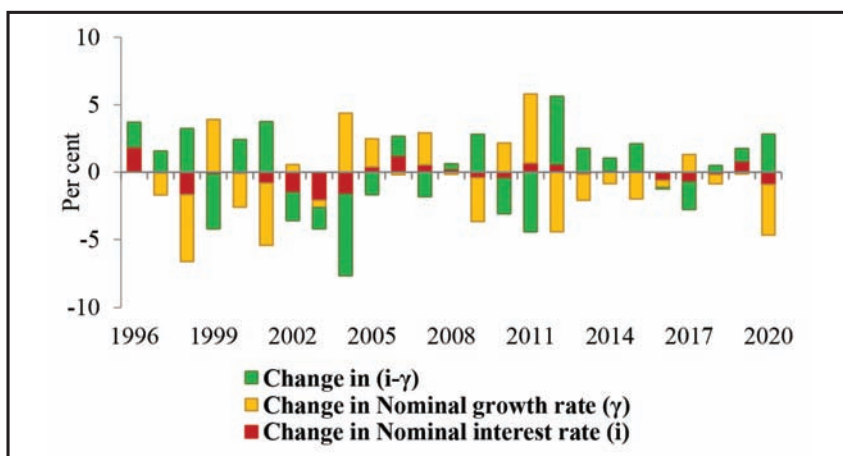 10
5
0
-5
-10
Per cent
1996 1999 2002 2005 2008 2011 2014 2017 2020
Change in (i-γ)
Change in Nominal growth rate (γ)
Change in Nominal interest rate (i)